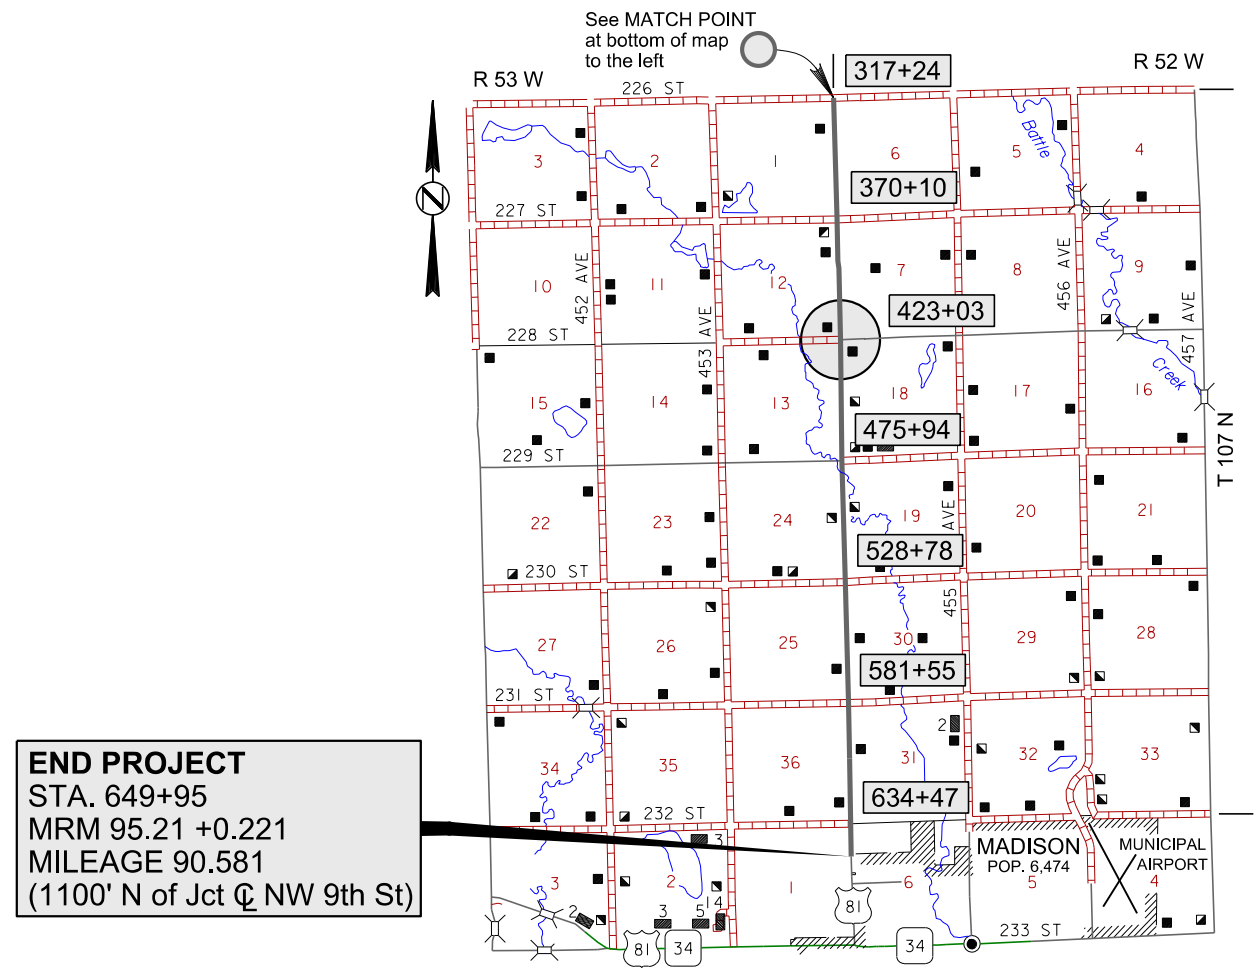 See MATCH POINT
at bottom of map
to the left
R 53 W
R 52 W
317+24
226 ST
3
2
1
6
5
4
Battle
370+10
227 ST
10
452 AVE
11
12
7
8
456 AVE
9
453 AVE
457 AVE
423+03
228 ST
Creek
15
14
13
18
17
16
475+94
229 ST
T 107 N
22
23
24
19
20
21
455 AVE
528+78
230 ST
27
26
25
30
29
28
581+55
231 ST
34
35
36
31
2
32
33
634+47
232 ST
END PROJECT
STA. 649+95
MRM 95.21 +0.221
MILEAGE 90.581
(1100' N of Jct ℄ NW 9th St)
3
MADISON
POP. 6,474
MUNICIPAL
AIRPORT
3
2
1
6
5
4
14
2
3
5
81
233 ST
81
34
34